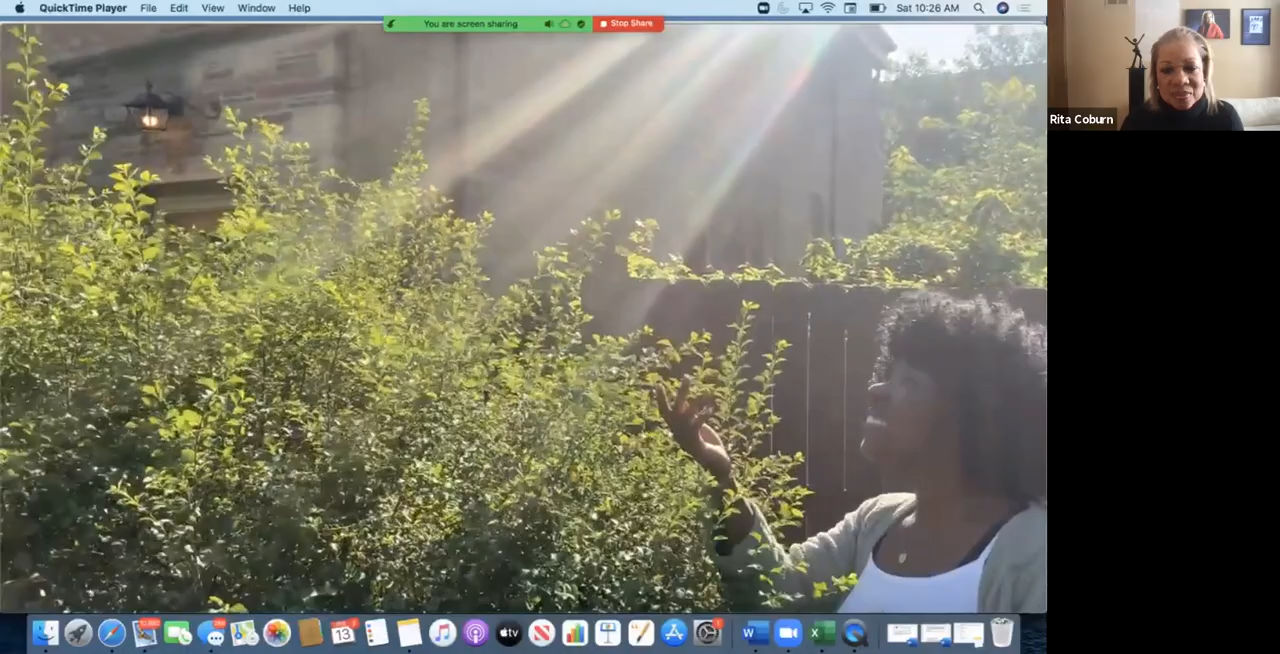 QuickTime Player File Edit View Window Help Sat 10:26 AM
You are screen sharing Stop Share
Rita Coburn
tv
13
W
X